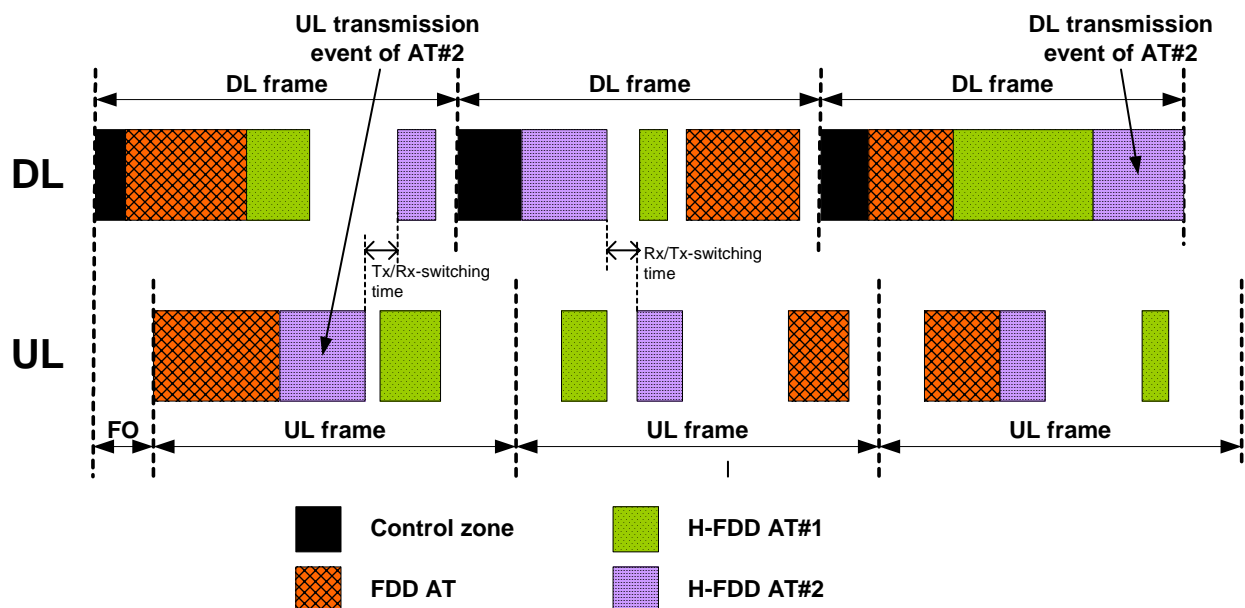 UL transmission
event of AT#2
DL transmission
event of AT#2
DL frame
DL frame
DL frame
DL
Tx/Rx-switching
time
Rx/Tx-switching
time
UL
FO
UL frame
UL frame
UL frame
Control zone
H-FDD AT#1
FDD AT
H-FDD AT#2